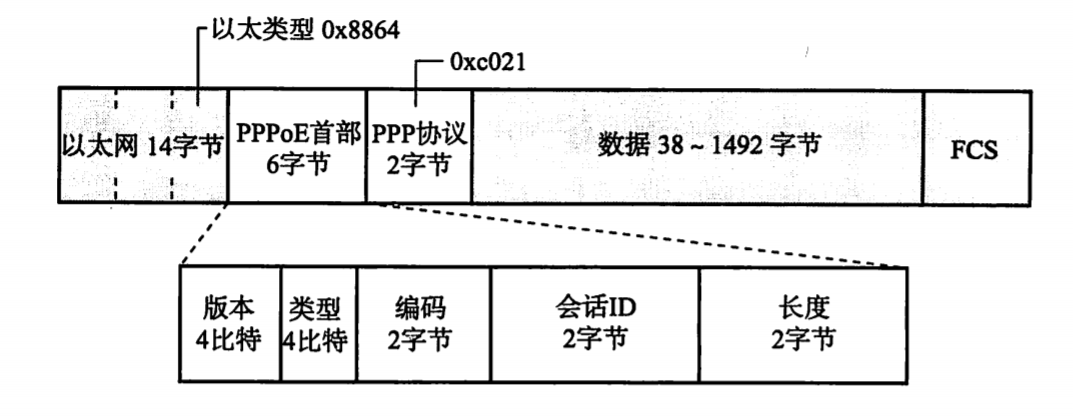 以太类型 0x8864
0xc021
以太网 14字节
PPPoE首部
6字节
PPP协议
2字节
数据 38 ~ 1492 字节
FCS
版本
4比特
类型
4比特
编码
2字节
会话ID
2字节
长度
2字节